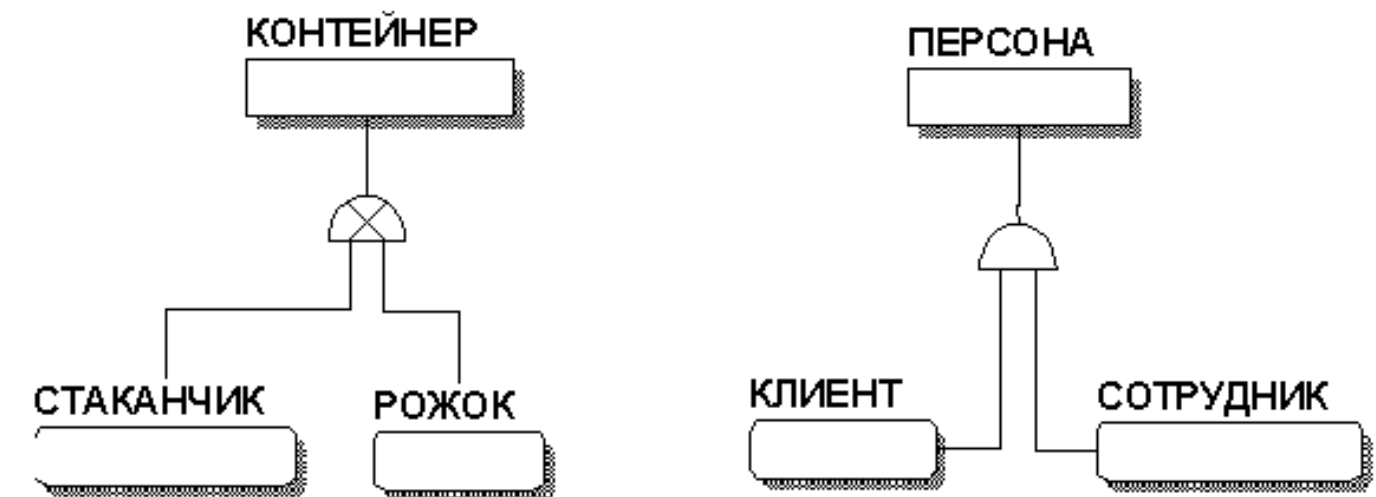 КОНТЕЙНЕР
ПЕРСОНА
СТАКАНЧИК
РОЖОК
КЛИЕНТ
СОТРУДНИК